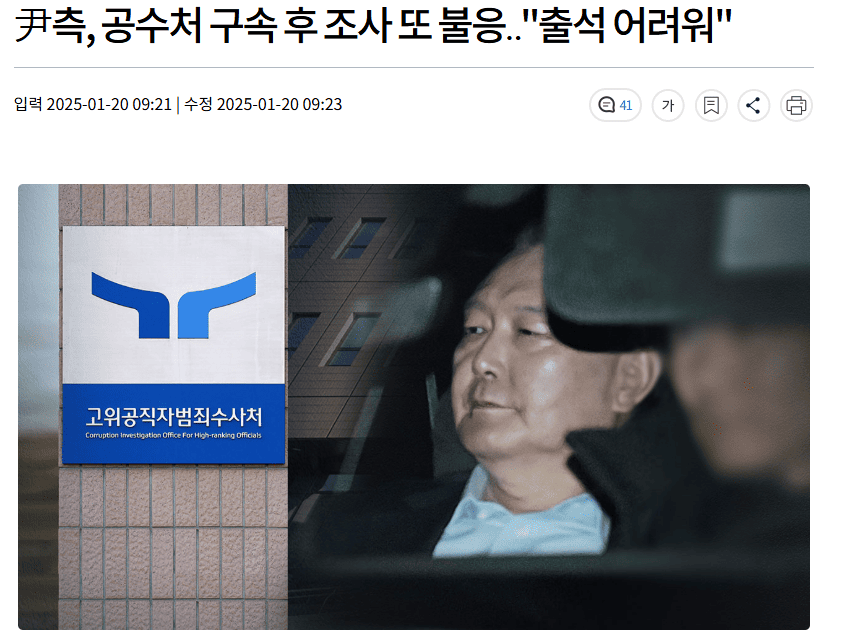 尹측, 공수처 구속 후 조사 또 불응.."출석 어려워"
입력 2025-01-20 09:21 | 수정 2025-01-20 09:23
41
가
고위공직자범죄수사처
Corruption Investigation Office For High-ranking Officials